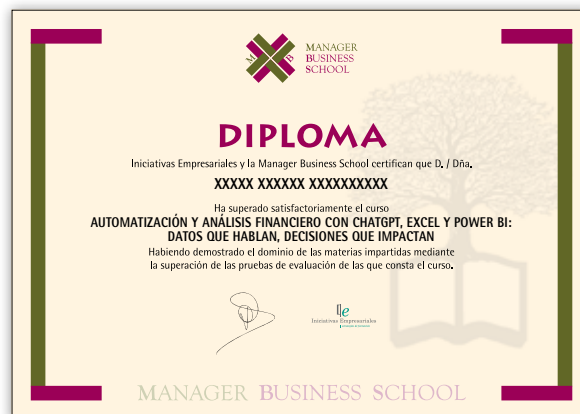 M B
MANAGER
BUSINESS
SCHOOL
DIPLOMA
Iniciativas Empresariales y la Manager Business School certifican que D. / Dña.
XXXXX XXXXXX XXXXXXXXXX
Ha superado satisfactoriamente el curso
AUTOMATIZACIÓN Y ANÁLISIS FINANCIERO CON CHATGPT, EXCEL Y POWER BI:
DATOS QUE HABLAN, DECISIONES QUE IMPACTAN
Habiendo demostrado el dominio de las materias impartidas mediante
la superación de las pruebas de evaluación de las que consta el curso.
Iniciativas Empresariales
MANAGER BUSINESS SCHOOL